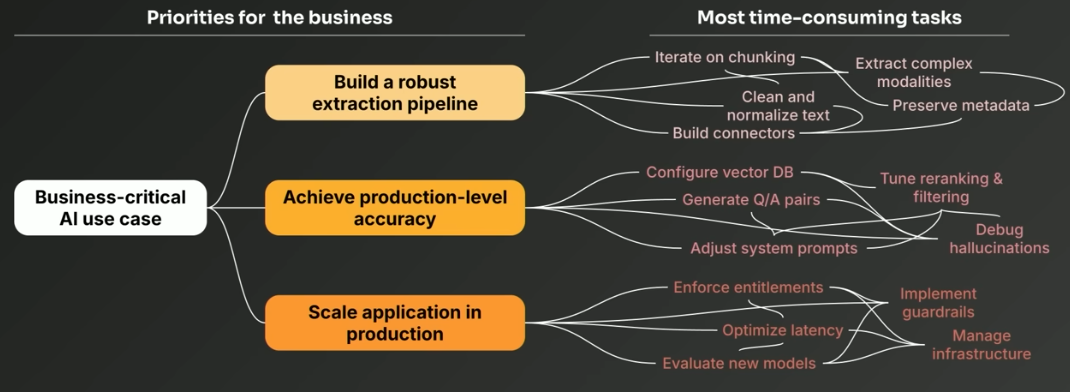 Priorities for the business
Most time-consuming tasks
Business-critical
AI use case
Build a robust
extraction pipeline
Iterate on chunking
Extract complex
modalities
Clean and
normalize text
Preserve metadata
Build connectors
Achieve production-level
accuracy
Configure vector DB
Tune reranking &
filtering
Generate Q/A pairs
Debug
hallucinations
Adjust system prompts
Scale application in
production
Enforce entitlements
Implement
guardrails
Optimize latency
Manage
infrastructure
Evaluate new models